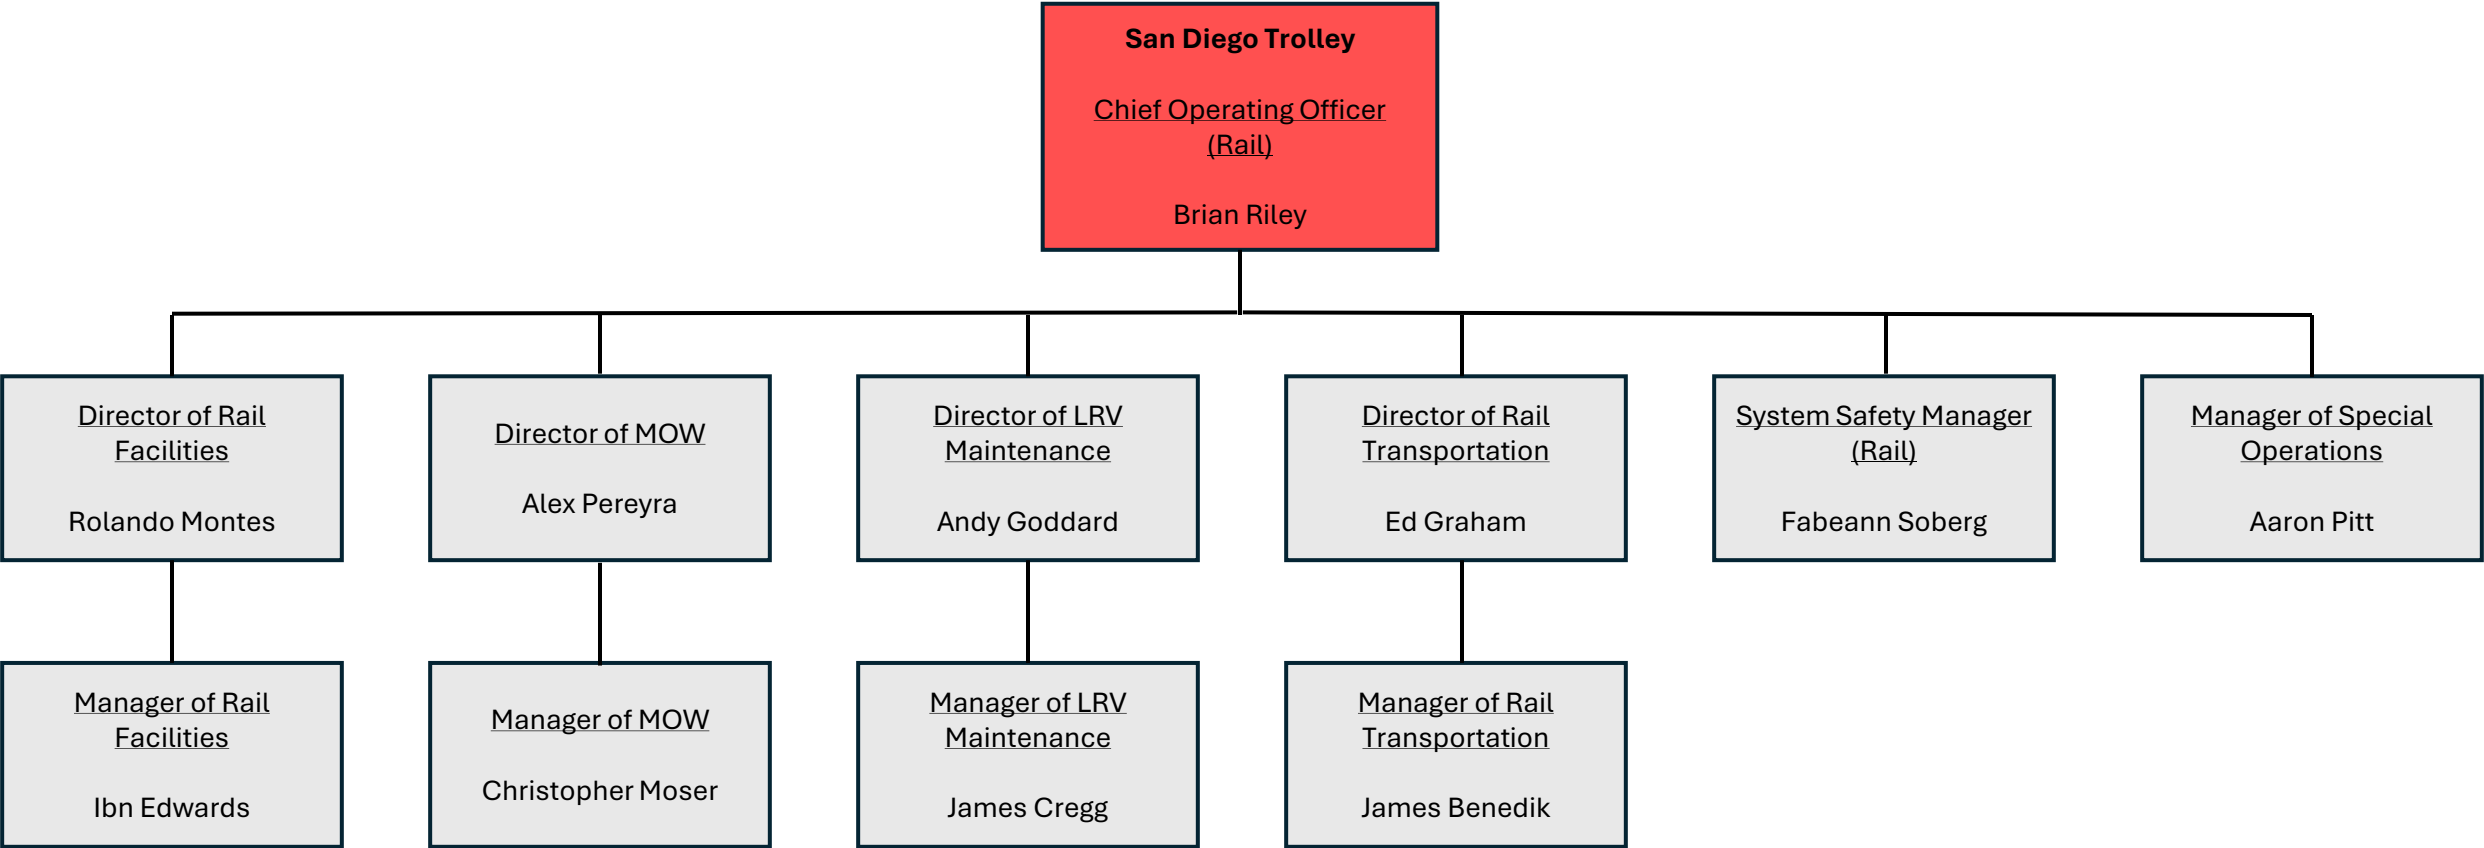 San Diego Trolley
Chief Operating Officer
(Rail)
Brian Riley
Director of Rail
Facilities
Rolando Montes
Director of MOW
Alex Pereyra
Director of LRV
Maintenance
Andy Goddard
Director of Rail
Transportation
Ed Graham
System Safety Manager
(Rail)
Fabeann Soberg
Manager of Special
Operations
Aaron Pitt
Manager of Rail
Facilities
Ibn Edwards
Manager of MOW
Christopher Moser
Manager of LRV
Maintenance
James Cregg
Manager of Rail
Transportation
James Benedik